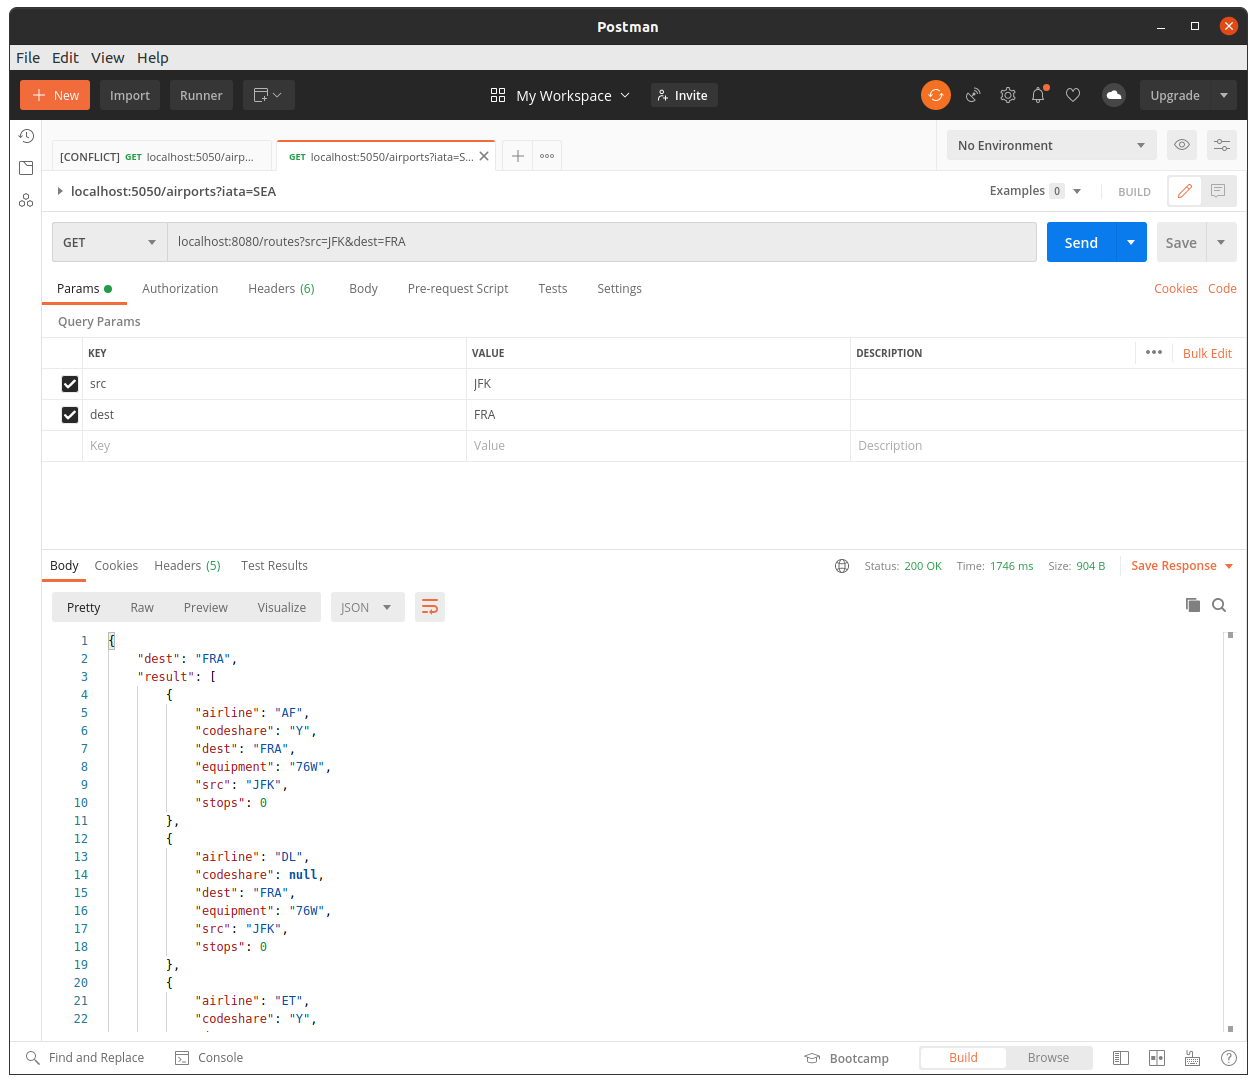 Postman
File Edit View Help
New Import Runner My Workspace Invite Upgrade
[CONFLICT] GET localhost:5050/airp... GET localhost:5050/airports?iata=S... No Environment
localhost:5050/airports?iata=SEA Examples 0 BUILD
GET localhost:8080/routes?src=JFK&dest=FRA Send Save
Params Authorization Headers (6) Body Pre-request Script Tests Settings Cookies Code
Query Params
KEY VALUE DESCRIPTION Bulk Edit
src JFK
dest FRA
Key Value Description
Body Cookies Headers (5) Test Results Status: 200 OK Time: 1746 ms Size: 904 B Save Response
Pretty Raw Preview Visualize JSON
1 {
2 "dest": "FRA",
3 "result": [
4 {
5 "airline": "AF",
6 "codeshare": "Y",
7 "dest": "FRA",
8 "equipment": "76W",
9 "src": "JFK",
10 "stops": 0
11 },
12 {
13 "airline": "DL",
14 "codeshare": null,
15 "dest": "FRA",
16 "equipment": "76W",
17 "src": "JFK",
18 "stops": 0
19 },
20 {
21 "airline": "ET",
22 "codeshare": "Y",
Find and Replace Console Bootcamp Build Browse